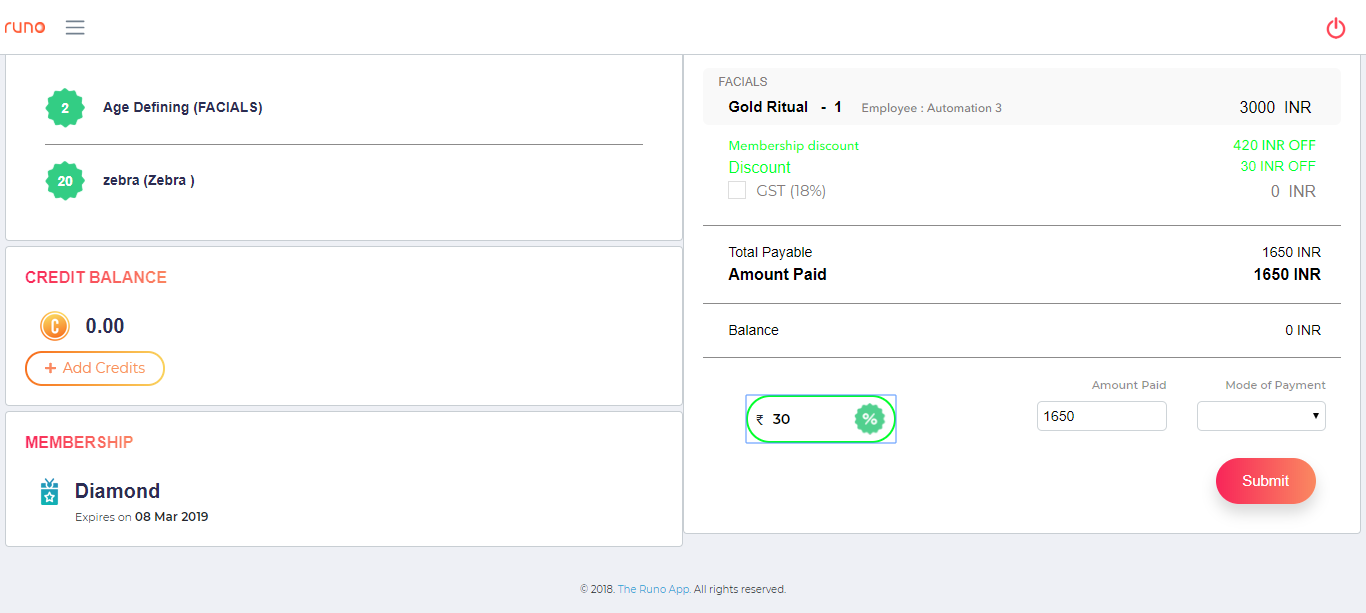 runo
2 Age Defining (FACIALS)
20 zebra (Zebra )
CREDIT BALANCE
C 0.00
+ Add Credits
MEMBERSHIP
Diamond
Expires on 08 Mar 2019
FACIALS
Gold Ritual - 1 Employee : Automation 3 3000 INR
Membership discount 420 INR OFF
Discount 30 INR OFF
GST (18%) 0 INR
Total Payable 1650 INR
Amount Paid 1650 INR
Balance 0 INR
Amount Paid Mode of Payment
₹ 30 % 1650
Submit
© 2018. The Runo App. All rights reserved.